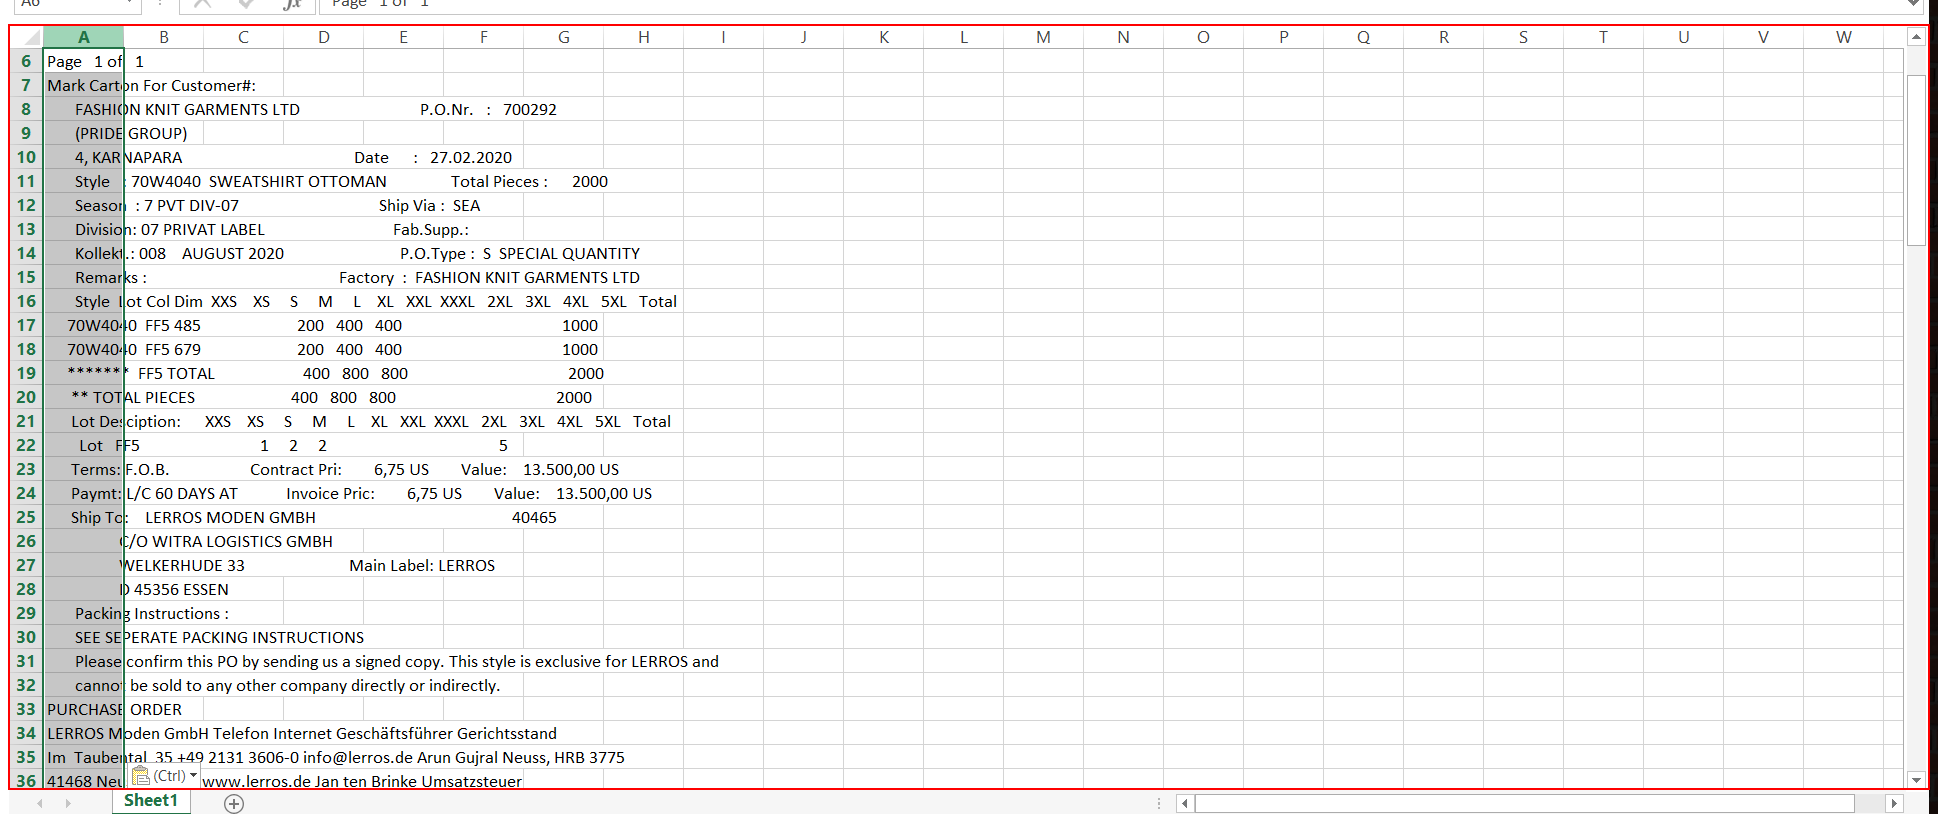 A6
Page 1 of 1
A B C D E F G H I J K L M N O P Q R S T U V W
6 Page 1 of 1
7 Mark Carton For Customer#:
8 FASHION KNIT GARMENTS LTD P.O.Nr. : 700292
9 (PRIDE GROUP)
10 4, KARNAPARA Date : 27.02.2020
11 Style : 70W4040 SWEATSHIRT OTTOMAN Total Pieces : 2000
12 Season : 7 PVT DIV-07 Ship Via : SEA
13 Division: 07 PRIVAT LABEL Fab.Supp.:
14 Kollekt.: 008 AUGUST 2020 P.O.Type : S SPECIAL QUANTITY
15 Remarks : Factory : FASHION KNIT GARMENTS LTD
16 Style Lot Col Dim XXS XS S M L XL XXL XXXL 2XL 3XL 4XL 5XL Total
17 70W4040 FF5 485 200 400 400 1000
18 70W4040 FF5 679 200 400 400 1000
19 ******* FF5 TOTAL 400 800 800 2000
20 ** TOTAL PIECES 400 800 800 2000
21 Lot Desciption: XXS XS S M L XL XXL XXXL 2XL 3XL 4XL 5XL Total
22 Lot FF5 1 2 2 5
23 Terms: F.O.B. Contract Pri: 6,75 US Value: 13.500,00 US
24 Paymt: L/C 60 DAYS AT Invoice Pric: 6,75 US Value: 13.500,00 US
25 Ship To: LERROS MODEN GMBH 40465
26 C/O WITRA LOGISTICS GMBH
27 WELKERHUDE 33 Main Label: LERROS
28 D 45356 ESSEN
29 Packing Instructions :
30 SEE SEPERATE PACKING INSTRUCTIONS
31 Please confirm this PO by sending us a signed copy. This style is exclusive for LERROS and
32 cannot be sold to any other company directly or indirectly.
33 PURCHASE ORDER
34 LERROS Moden GmbH Telefon Internet Geschäftsführer Gerichtsstand
35 Im Taubental 35 +49 2131 3606-0 info@lerros.de Arun Gujral Neuss, HRB 3775
36 41468 Neu www.lerros.de Jan ten Brinke Umsatzsteuer
(Ctrl)
Sheet1